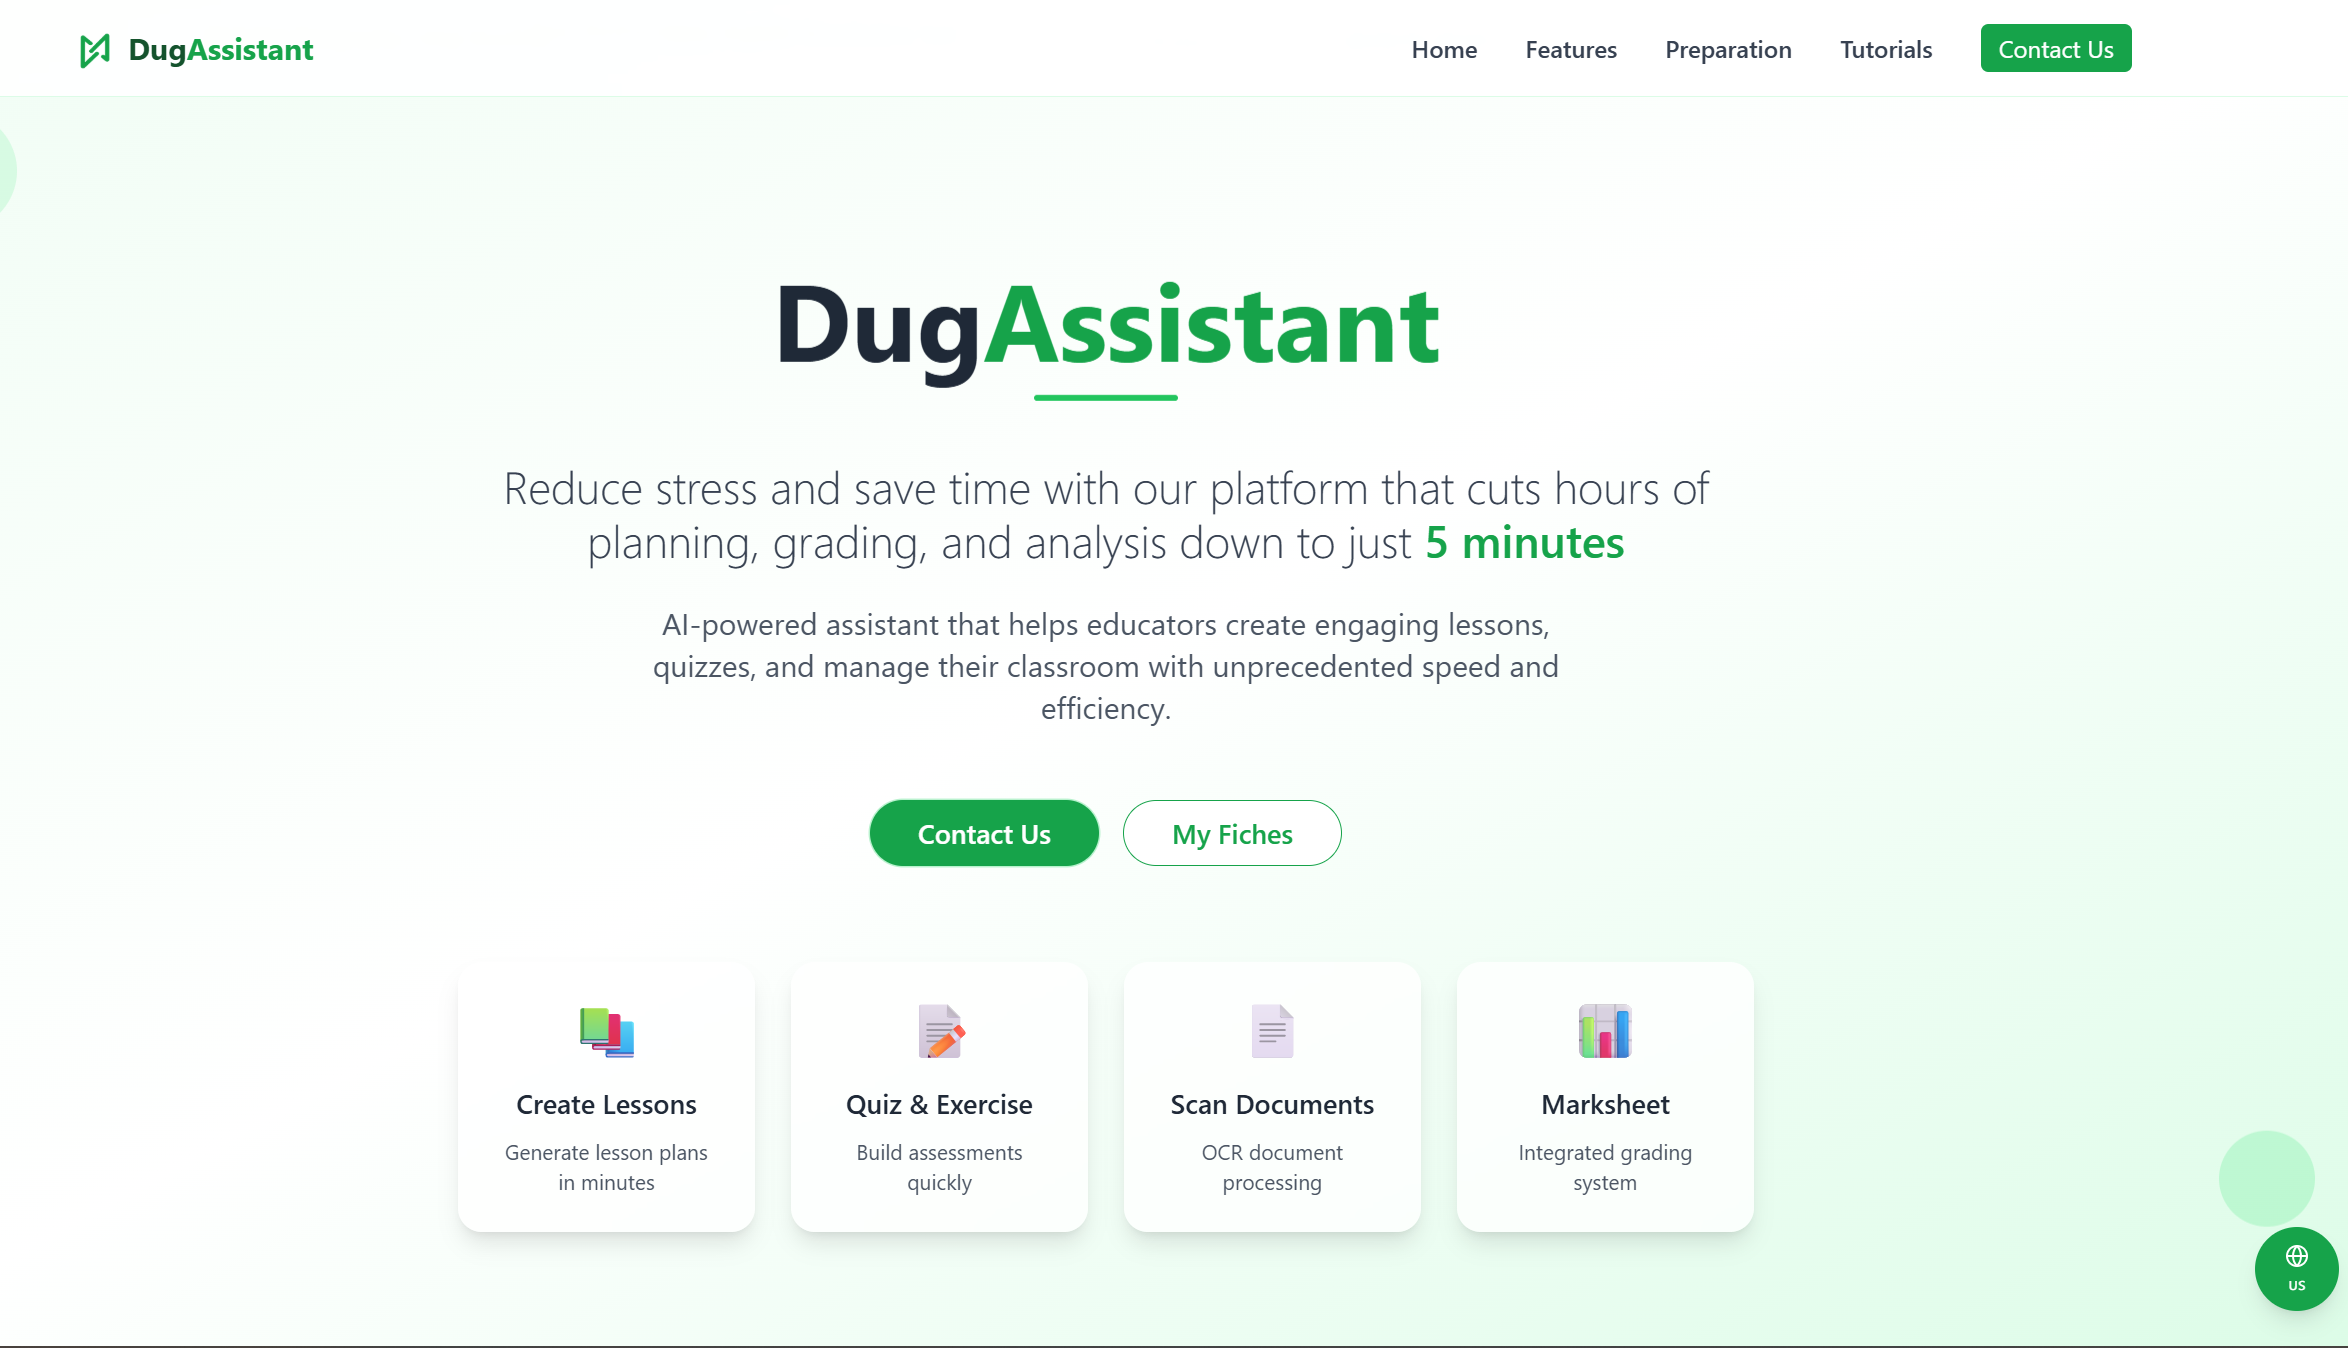 DugAssistant
Home
Features
Preparation
Tutorials
Contact Us
DugAssistant
Reduce stress and save time with our platform that cuts hours of
planning, grading, and analysis down to just 5 minutes
AI-powered assistant that helps educators create engaging lessons,
quizzes, and manage their classroom with unprecedented speed and
efficiency.
Contact Us
My Fiches
Create Lessons
Generate lesson plans
in minutes
Quiz & Exercise
Build assessments
quickly
Scan Documents
OCR document
processing
Marksheet
Integrated grading
system
US